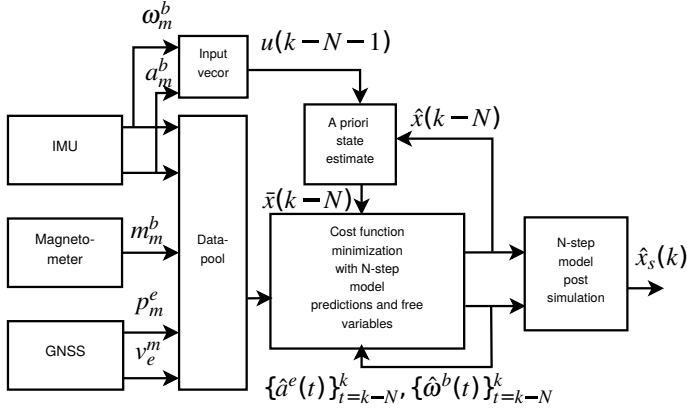 ω_m^b
Input
vecor
u(k−N−1)
a_m^b
IMU
A priori
state
estimate
x̂(k−N)
x̄(k−N)
Magneto-
meter
m_m^b
Data-
pool
Cost function
minimization
with N-step
model
predictions and free
variables
N-step
model
post
simulation
x̂_s(k)
p_m^e
GNSS
v_e^m
{â^e(t)}_{t=k−N}^k, {ω̂^b(t)}_{t=k−N}^k